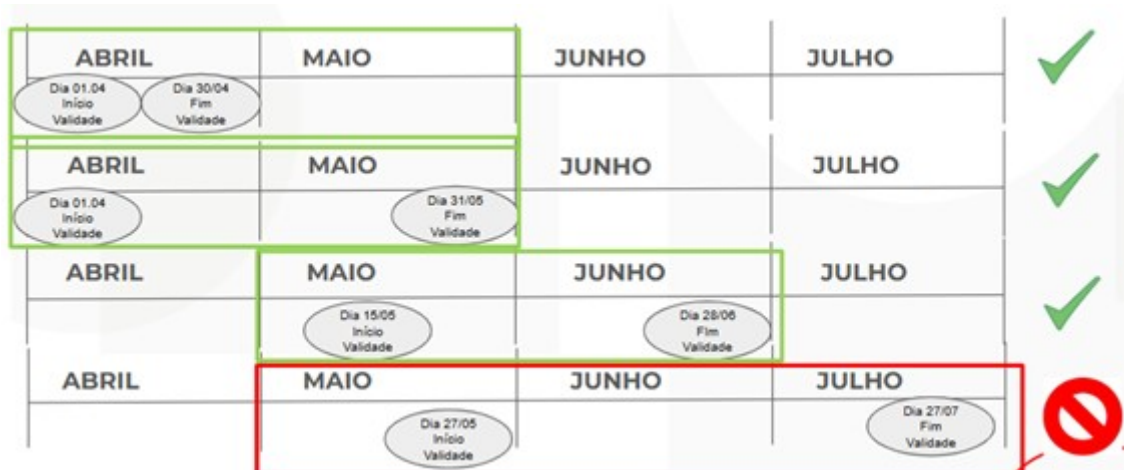 ABRIL MAIO JUNHO JULHO
Dia 01.04 Dia 30/04
Início Fim
Validade Validade
ABRIL MAIO JUNHO JULHO
Dia 01.04 Dia 31/05
Início Fim
Validade Validade
ABRIL MAIO JUNHO JULHO
Dia 15/05 Dia 28/06
Início FIm
Validade Validade
ABRIL MAIO JUNHO JULHO
Dia 27/05 Dia 27/07
Início Fim
Validade Validade